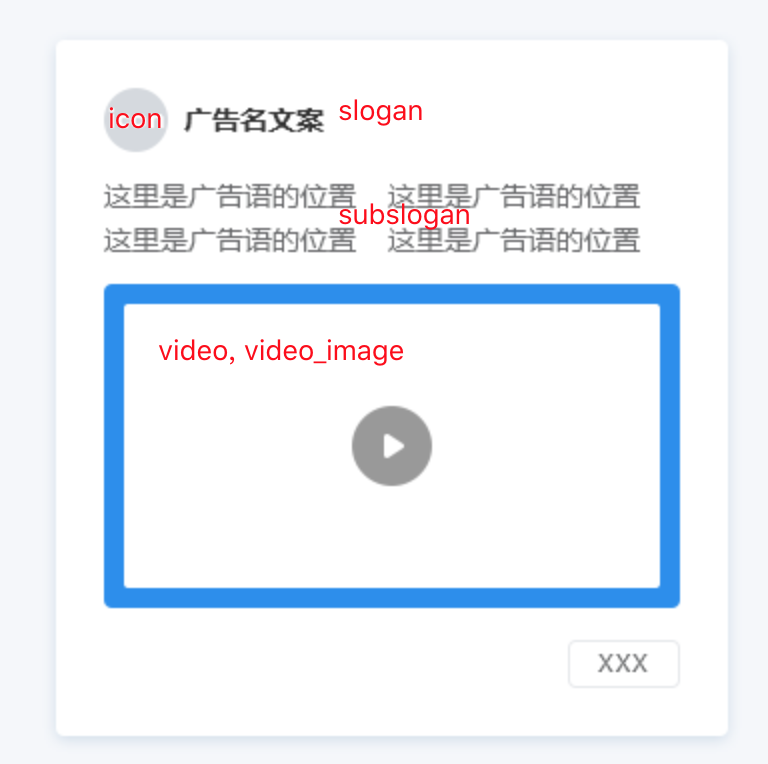 icon 广告名文案 slogan
这里是广告语的位置 这里是广告语的位置
subslogan
这里是广告语的位置 这里是广告语的位置
video, video_image
XXX